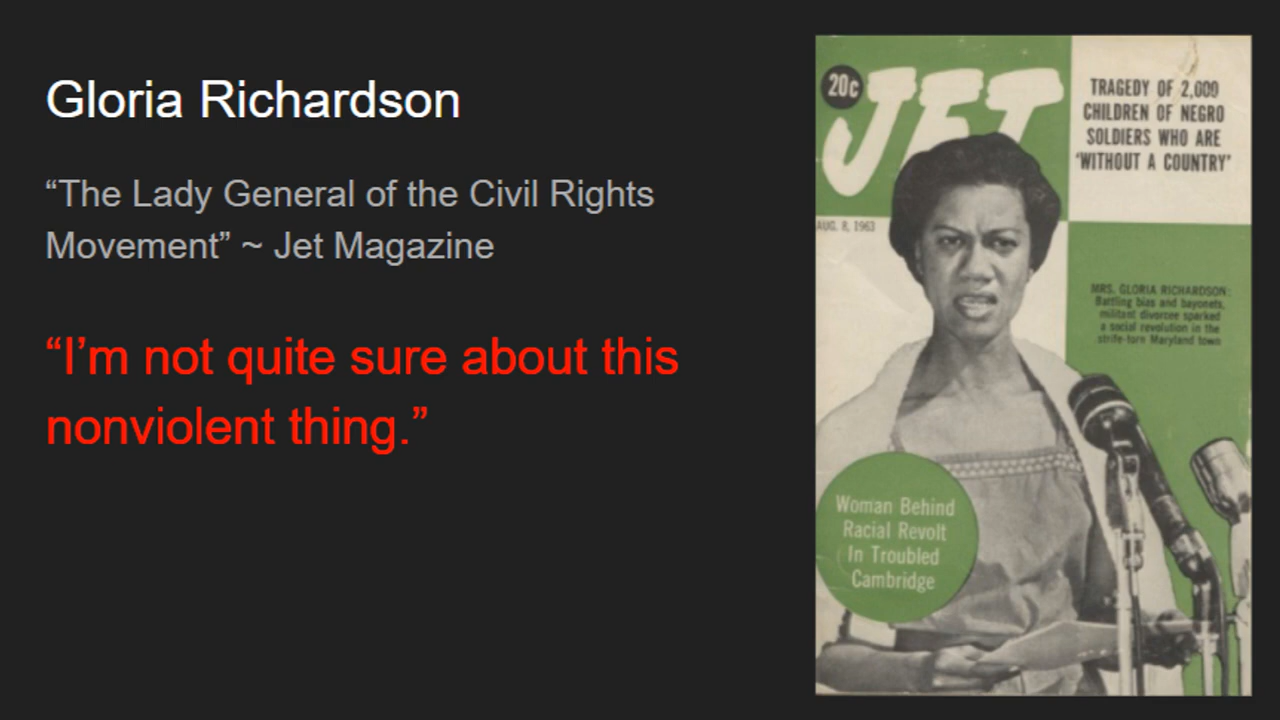 Gloria Richardson
“The Lady General of the Civil Rights
Movement” ~ Jet Magazine
“I’m not quite sure about this
nonviolent thing.”
20c
JET
TRAGEDY OF 2,000
CHILDREN OF NEGRO
SOLDIERS WHO ARE
‘WITHOUT A COUNTRY’
AUG. 8, 1963
MRS. GLORIA RICHARDSON:
Battling bias and bayonets,
militant divorcee sparked
a social revolution in the
strife-torn Maryland town
Woman Behind
Racial Revolt
In Troubled
Cambridge